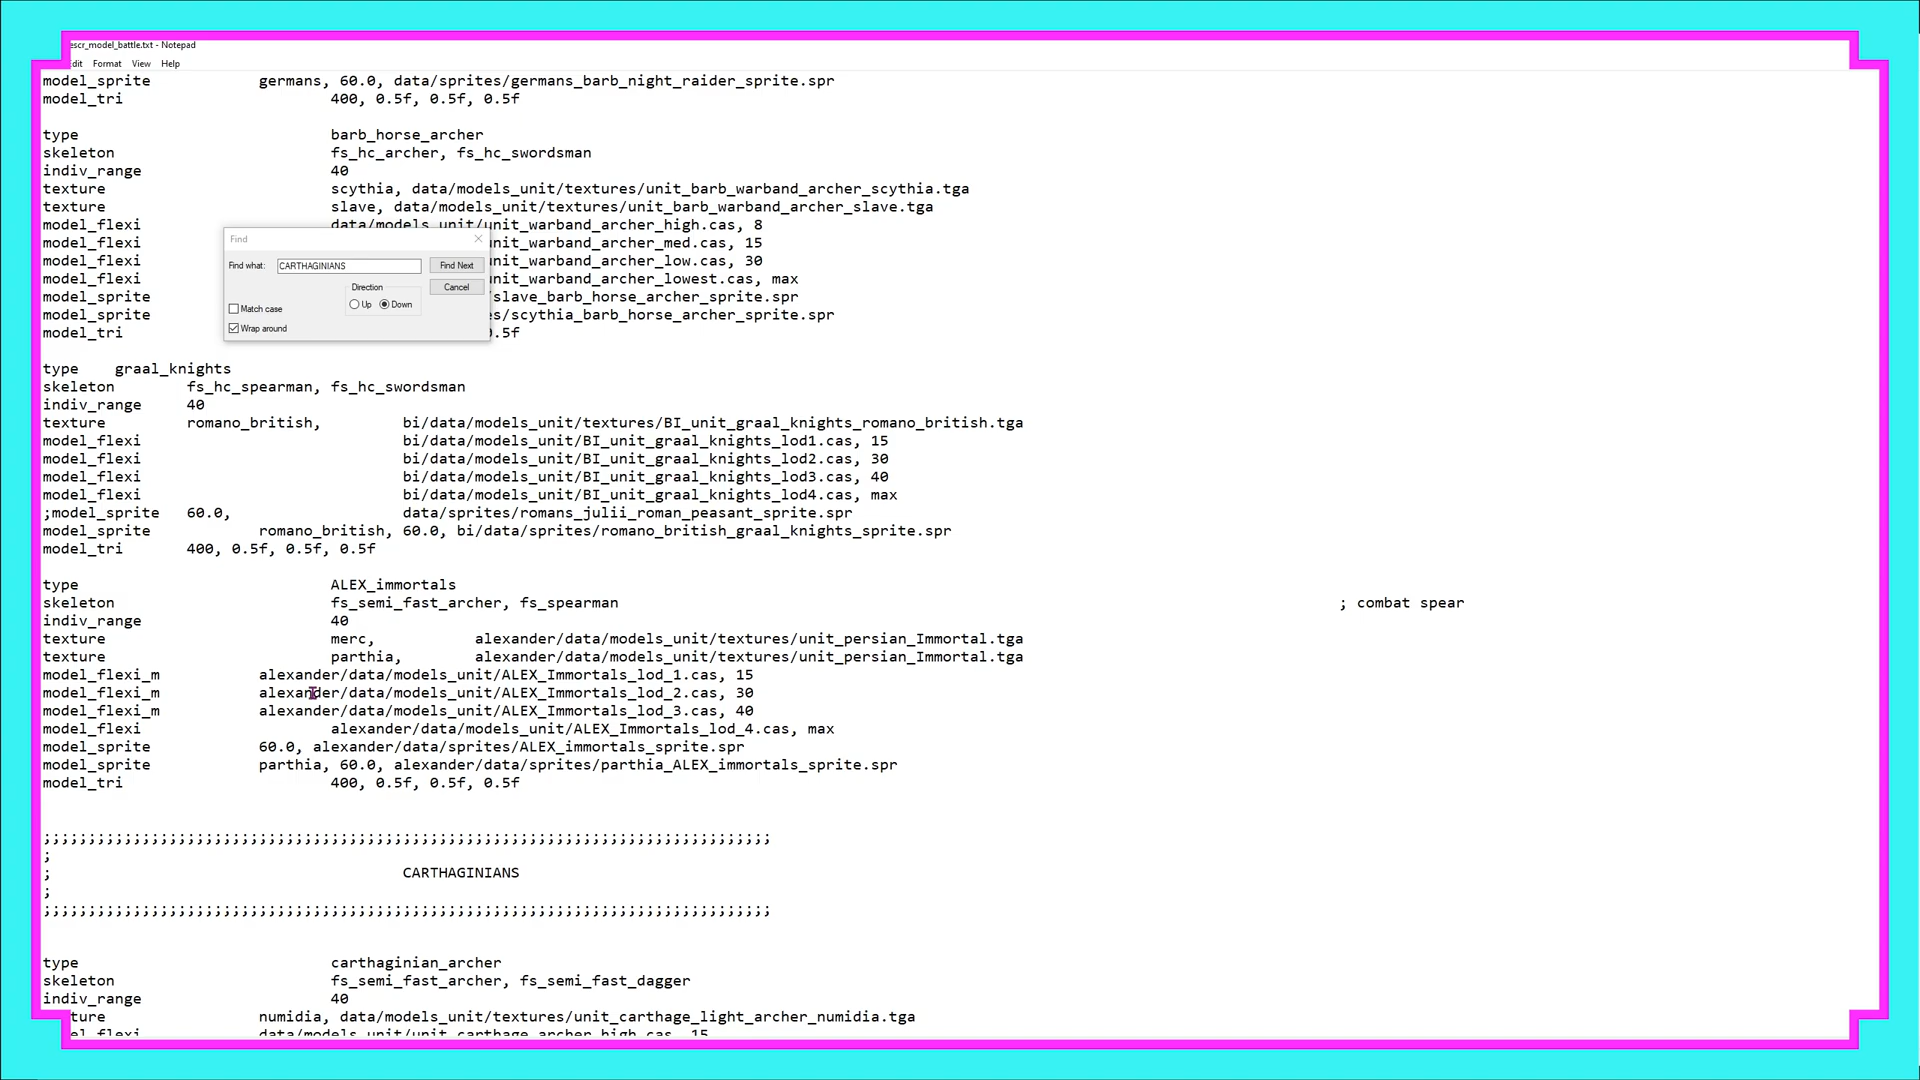 escr_model_battle.txt - Notepad
dit Format View Help
model_sprite germans, 60.0, data/sprites/germans_barb_night_raider_sprite.spr
model_tri 400, 0.5f, 0.5f, 0.5f
type barb_horse_archer
skeleton fs_hc_archer, fs_hc_swordsman
indiv_range 40
texture scythia, data/models_unit/textures/unit_barb_warband_archer_scythia.tga
texture slave, data/models_unit/textures/unit_barb_warband_archer_slave.tga
model_flexi data/models_unit/unit_warband_archer_high.cas, 8
model_flexi nit_warband_archer_med.cas, 15
model_flexi nit_warband_archer_low.cas, 30
model_flexi nit_warband_archer_lowest.cas, max
model_sprite slave_barb_horse_archer_sprite.spr
model_sprite s/scythia_barb_horse_archer_sprite.spr
model_tri 0.5f
Find
Find what: CARTHAGINIANS Find Next
Direction Cancel
Up Down
Match case
Wrap around
type graal_knights
skeleton fs_hc_spearman, fs_hc_swordsman
indiv_range 40
texture romano_british, bi/data/models_unit/textures/BI_unit_graal_knights_romano_british.tga
model_flexi bi/data/models_unit/BI_unit_graal_knights_lod1.cas, 15
model_flexi bi/data/models_unit/BI_unit_graal_knights_lod2.cas, 30
model_flexi bi/data/models_unit/BI_unit_graal_knights_lod3.cas, 40
model_flexi bi/data/models_unit/BI_unit_graal_knights_lod4.cas, max
;model_sprite 60.0, data/sprites/romans_julii_roman_peasant_sprite.spr
model_sprite romano_british, 60.0, bi/data/sprites/romano_british_graal_knights_sprite.spr
model_tri 400, 0.5f, 0.5f, 0.5f
type ALEX_immortals
skeleton fs_semi_fast_archer, fs_spearman ; combat spear
indiv_range 40
texture merc, alexander/data/models_unit/textures/unit_persian_Immortal.tga
texture parthia, alexander/data/models_unit/textures/unit_persian_Immortal.tga
model_flexi_m alexander/data/models_unit/ALEX_Immortals_lod_1.cas, 15
model_flexi_m alexander/data/models_unit/ALEX_Immortals_lod_2.cas, 30
model_flexi_m alexander/data/models_unit/ALEX_Immortals_lod_3.cas, 40
model_flexi alexander/data/models_unit/ALEX_Immortals_lod_4.cas, max
model_sprite 60.0, alexander/data/sprites/ALEX_immortals_sprite.spr
model_sprite parthia, 60.0, alexander/data/sprites/parthia_ALEX_immortals_sprite.spr
model_tri 400, 0.5f, 0.5f, 0.5f
;;;;;;;;;;;;;;;;;;;;;;;;;;;;;;;;;;;;;;;;;;;;;;;;;;;;;;;;;;;;;;;;;;;;;;;;;;;;;;;;;
;
; CARTHAGINIANS
;
;;;;;;;;;;;;;;;;;;;;;;;;;;;;;;;;;;;;;;;;;;;;;;;;;;;;;;;;;;;;;;;;;;;;;;;;;;;;;;;;;
type carthaginian_archer
skeleton fs_semi_fast_archer, fs_semi_fast_dagger
indiv_range 40
ture numidia, data/models_unit/textures/unit_carthage_light_archer_numidia.tga
el_flexi data/models_unit/unit_carthage_archer_high.cas, 15